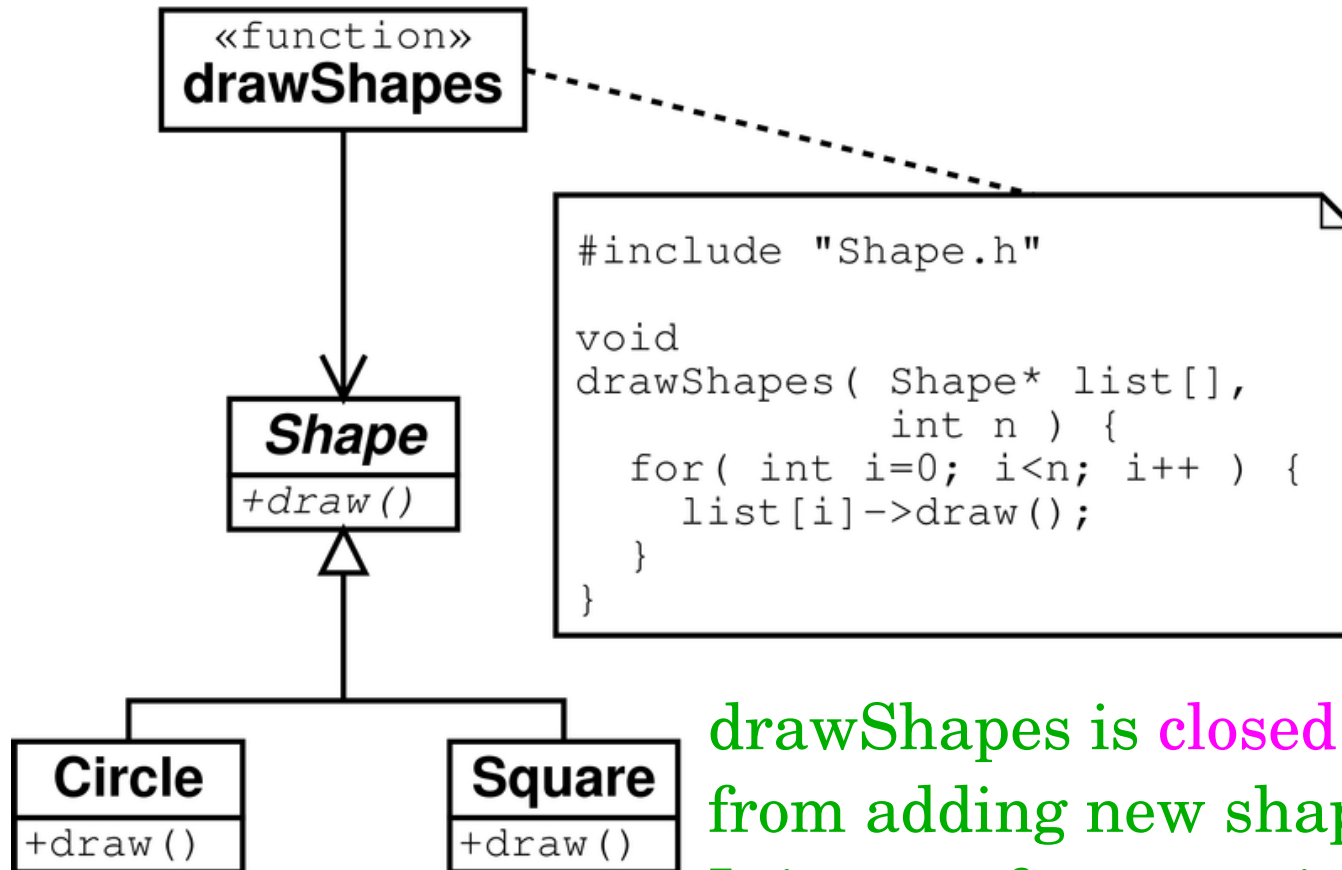 «function»
drawShapes
#include "Shape.h"
void
drawShapes( Shape* list[],
int n ) {
for( int i=0; i<n; i++ ) {
list[i]->draw();
}
}
Shape
+draw()
Circle
+draw()
Square
+draw()
drawShapes is closed
from adding new